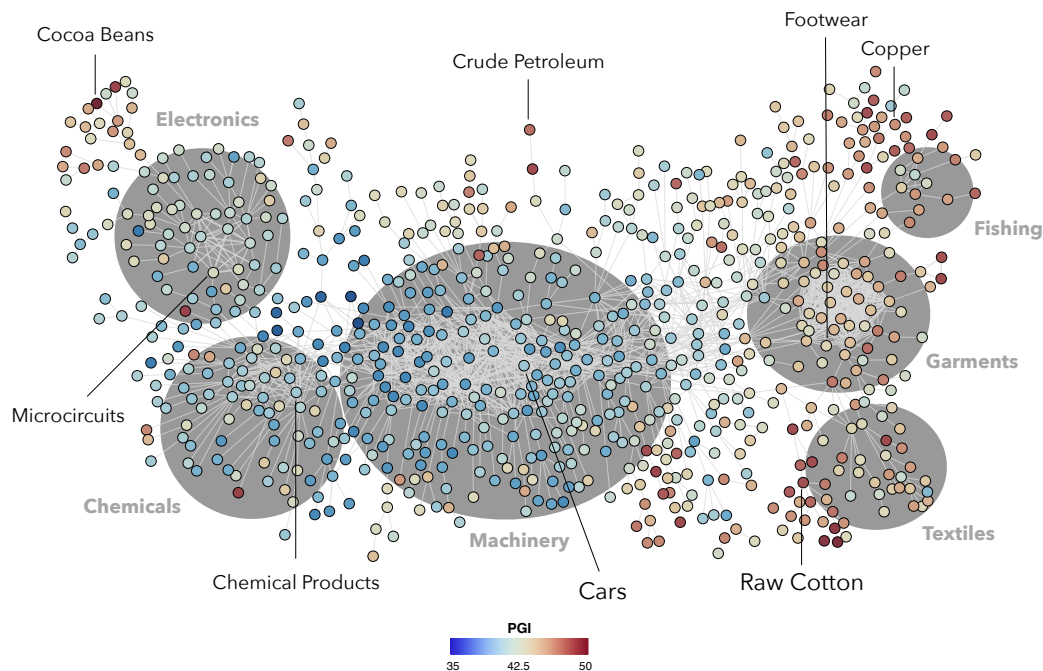 Footwear
Cocoa Beans
Copper
Crude Petroleum
Electronics
Fishing
Garments
Microcircuits
Chemicals
Machinery
Textiles
Chemical Products
Cars
Raw Cotton
PGI
35 42.5 50